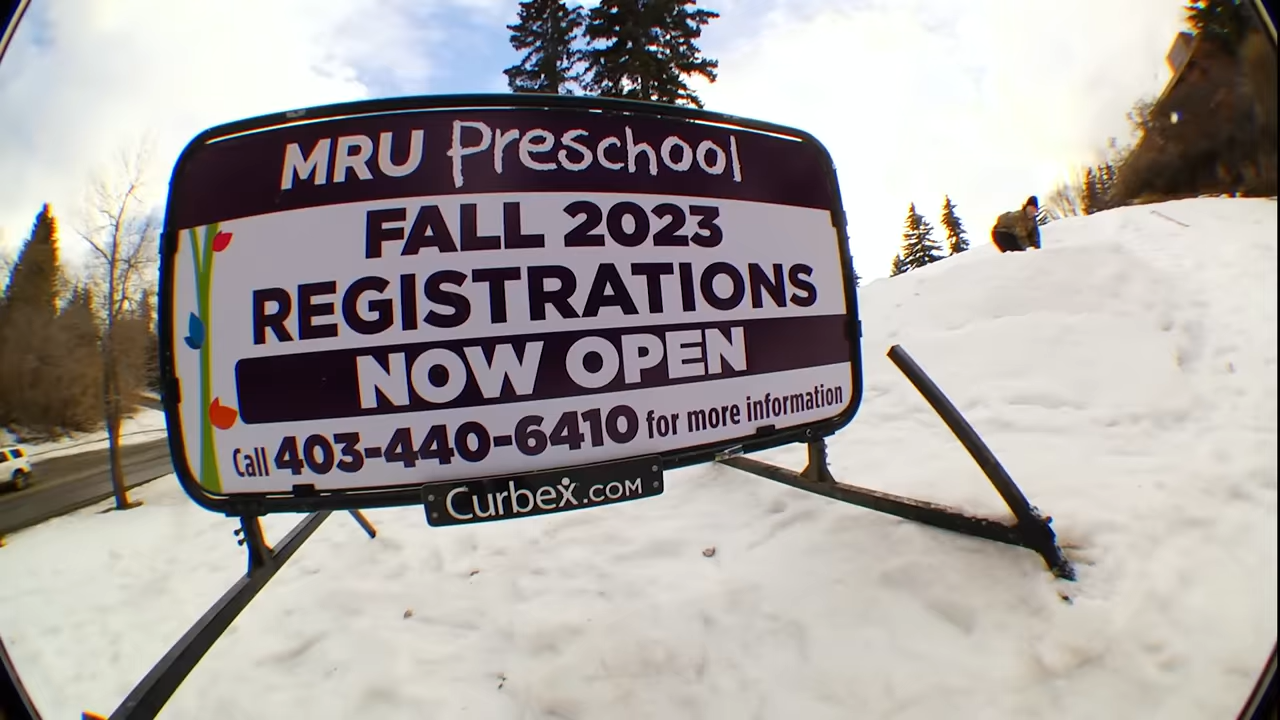 MRU Preschool
FALL 2023
REGISTRATIONS
NOW OPEN
Call 403-440-6410 for more information
Curbex.COM